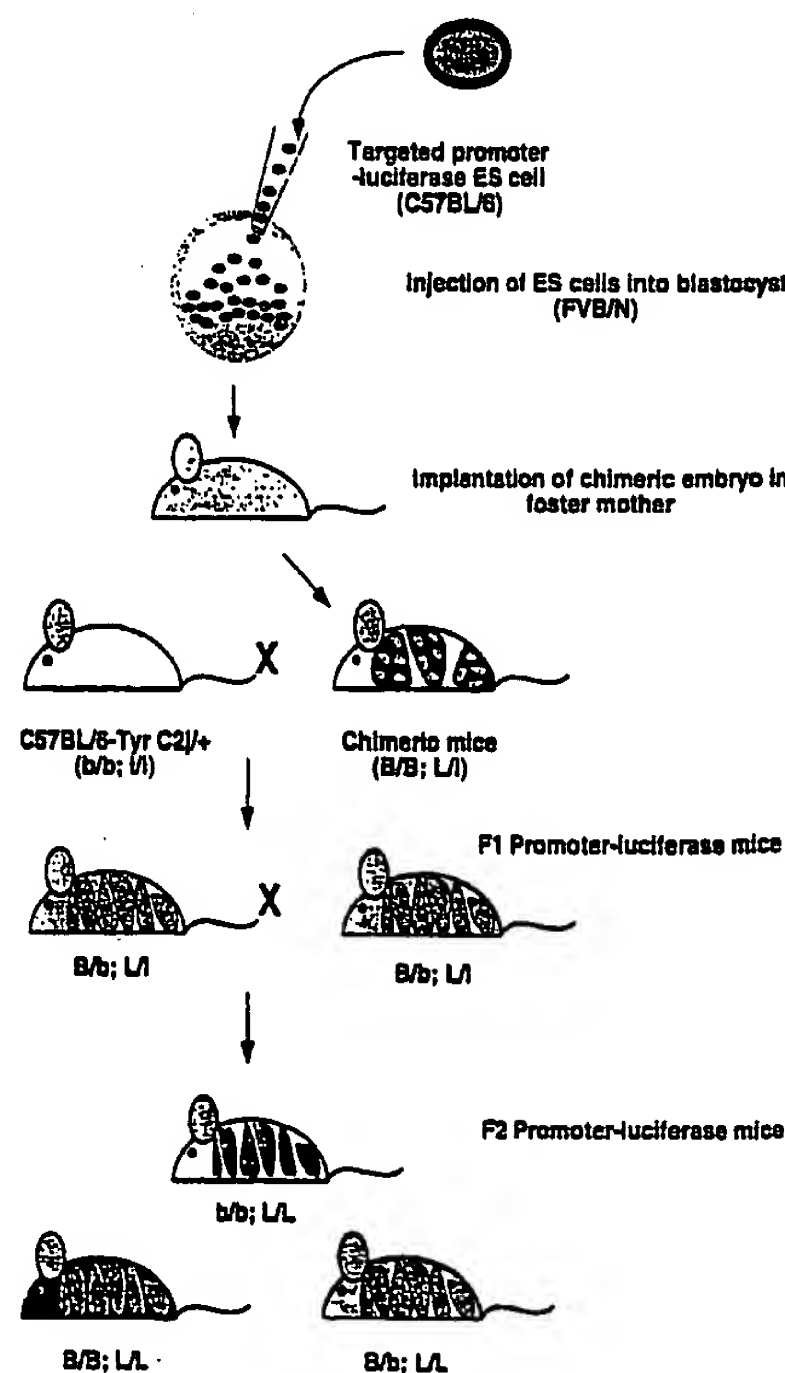 Targeted promoter
-luciferase ES cell
(C57BL/6)
Injection of ES cells into blastocyst
(FVB/N)
Implantation of chimeric embryo in
foster mother
X
C57BL/6-Tyr C2j/+
(b/b; l/l)
Chimeric mice
(B/B; L/l)
F1 Promoter-luciferase mice
X
B/b; L/l
B/b; L/l
F2 Promoter-luciferase mice
b/b; L/L
B/B; L/L
B/b; L/L